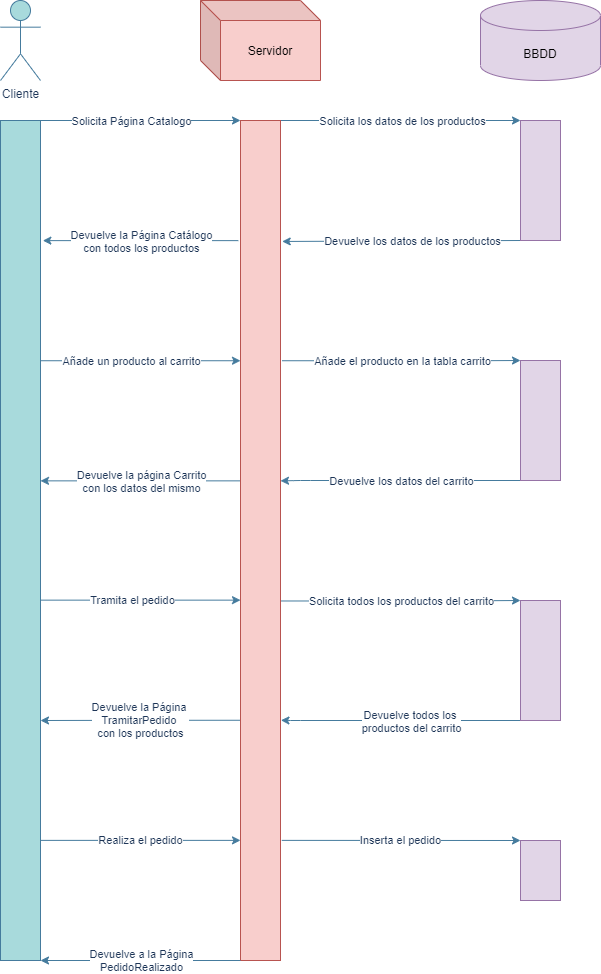 Servidor
BBDD
Cliente
Solicita Página Catalogo
Solicita los datos de los productos
Devuelve la Página Catálogo
con todos los productos
Devuelve los datos de los productos
Añade un producto al carrito
Añade el producto en la tabla carrito
Devuelve la página Carrito
con los datos del mismo
Devuelve los datos del carrito
Tramita el pedido
Solicita todos los productos del carrito
Devuelve la Página
TramitarPedido
con los productos
Devuelve todos los
productos del carrito
Realiza el pedido
Inserta el pedido
Devuelve a la Página
PedidoRealizado